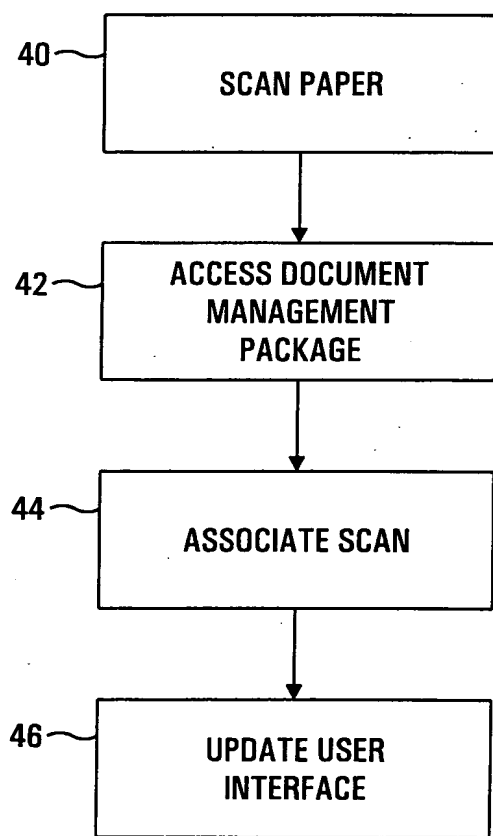 40
SCAN PAPER
42
ACCESS DOCUMENT
MANAGEMENT
PACKAGE
44
ASSOCIATE SCAN
46
UPDATE USER
INTERFACE